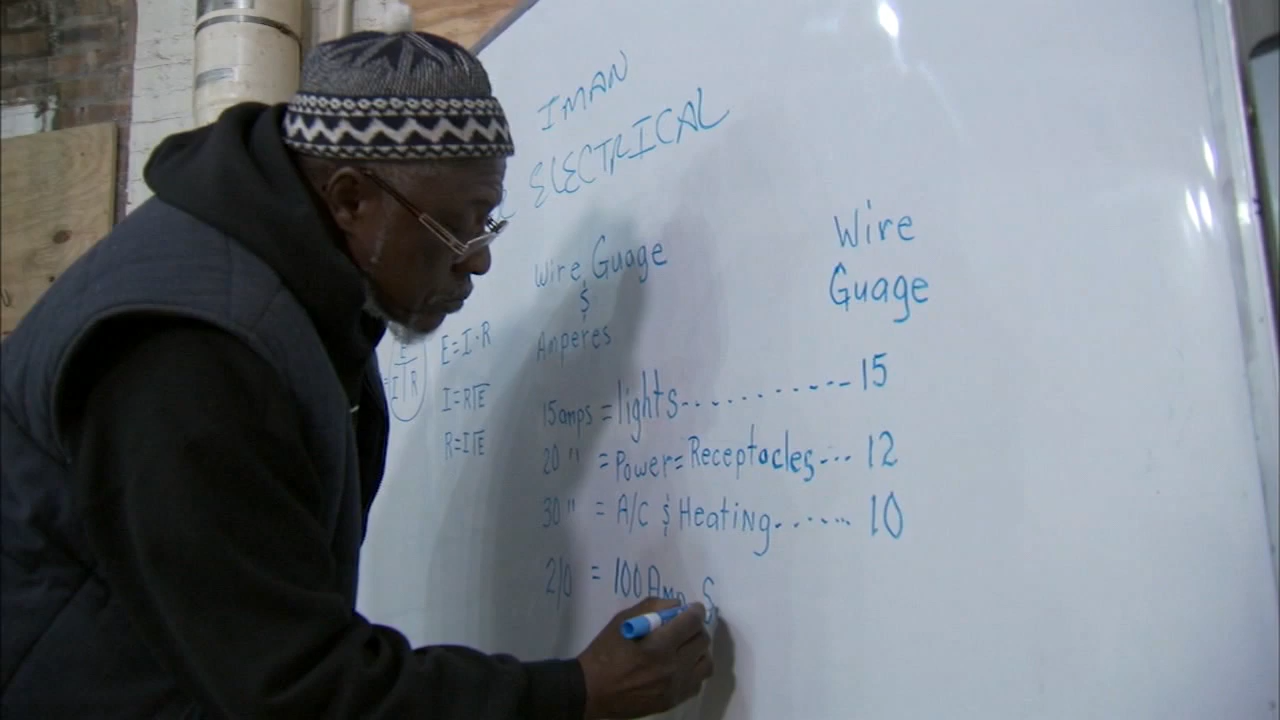 IMAN
ELECTRICAL
Wire Guage
&
Amperes
Wire
Guage
E
I R
E=I·R
I=R√E
R=I√E
15amps = lights.......... 15
20 " = Power= Receptocles... 12
30 " = A/C & Heating....... 10
2/0 = 100 Amp S